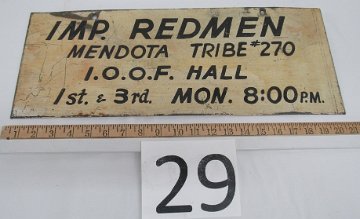 IMP. REDMEN
MENDOTA TRIBE #270
I.O.O.F. HALL
1st. & 3rd. MON. 8:00 P.M.
29